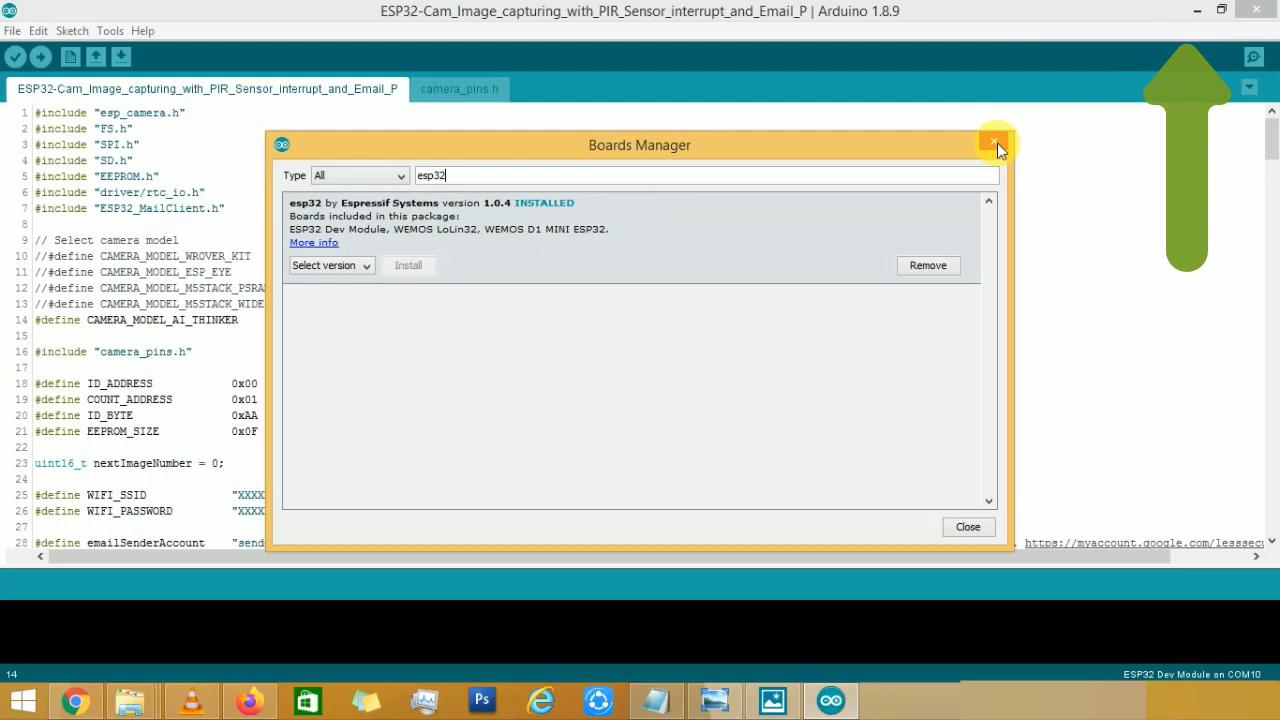 ESP32-Cam_Image_capturing_with_PIR_Sensor_interrupt_and_Email_P | Arduino 1.8.9
File Edit Sketch Tools Help
ESP32-Cam_Image_capturing_with_PIR_Sensor_interrupt_and_Email_P camera_pins.h
1 #include "esp_camera.h"
2 #include "FS.h"
3 #include "SPI.h"
4 #include "SD.h"
5 #include "EEPROM.h"
6 #include "driver/rtc_io.h"
7 #include "ESP32_MailClient.h"
8
9 // Select camera model
10 //#define CAMERA_MODEL_WROVER_KIT
11 //#define CAMERA_MODEL_ESP_EYE
12 //#define CAMERA_MODEL_M5STACK_PSRA
13 //#define CAMERA_MODEL_M5STACK_WIDE
14 #define CAMERA_MODEL_AI_THINKER
15
16 #include "camera_pins.h"
17
18 #define ID_ADDRESS 0x00
19 #define COUNT_ADDRESS 0x01
20 #define ID_BYTE 0xAA
21 #define EEPROM_SIZE 0x0F
22
23 uint16_t nextImageNumber = 0;
24
25 #define WIFI_SSID "XXXX
26 #define WIFI_PASSWORD "XXXX
27
28 #define emailSenderAccount "send https://myaccount.google.com/lesssecu
Boards Manager
Type All esp32
esp32 by Espressif Systems version 1.0.4 INSTALLED
Boards included in this package:
ESP32 Dev Module, WEMOS LoLin32, WEMOS D1 MINI ESP32.
More info
Select version Install Remove
Close
14 ESP32 Dev Module on COM10
Ps